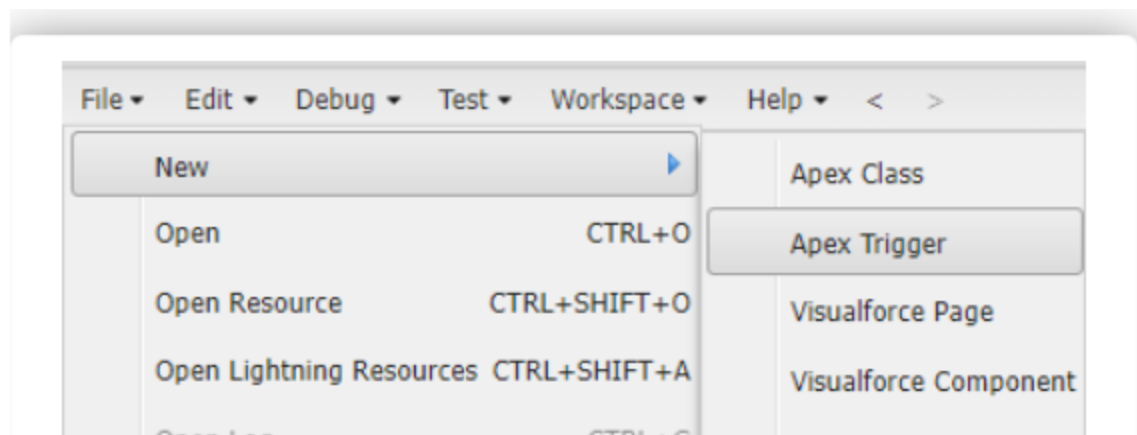 File Edit Debug Test Workspace Help < >
New
Open CTRL+O
Open Resource CTRL+SHIFT+O
Open Lightning Resources CTRL+SHIFT+A
Apex Class
Apex Trigger
Visualforce Page
Visualforce Component